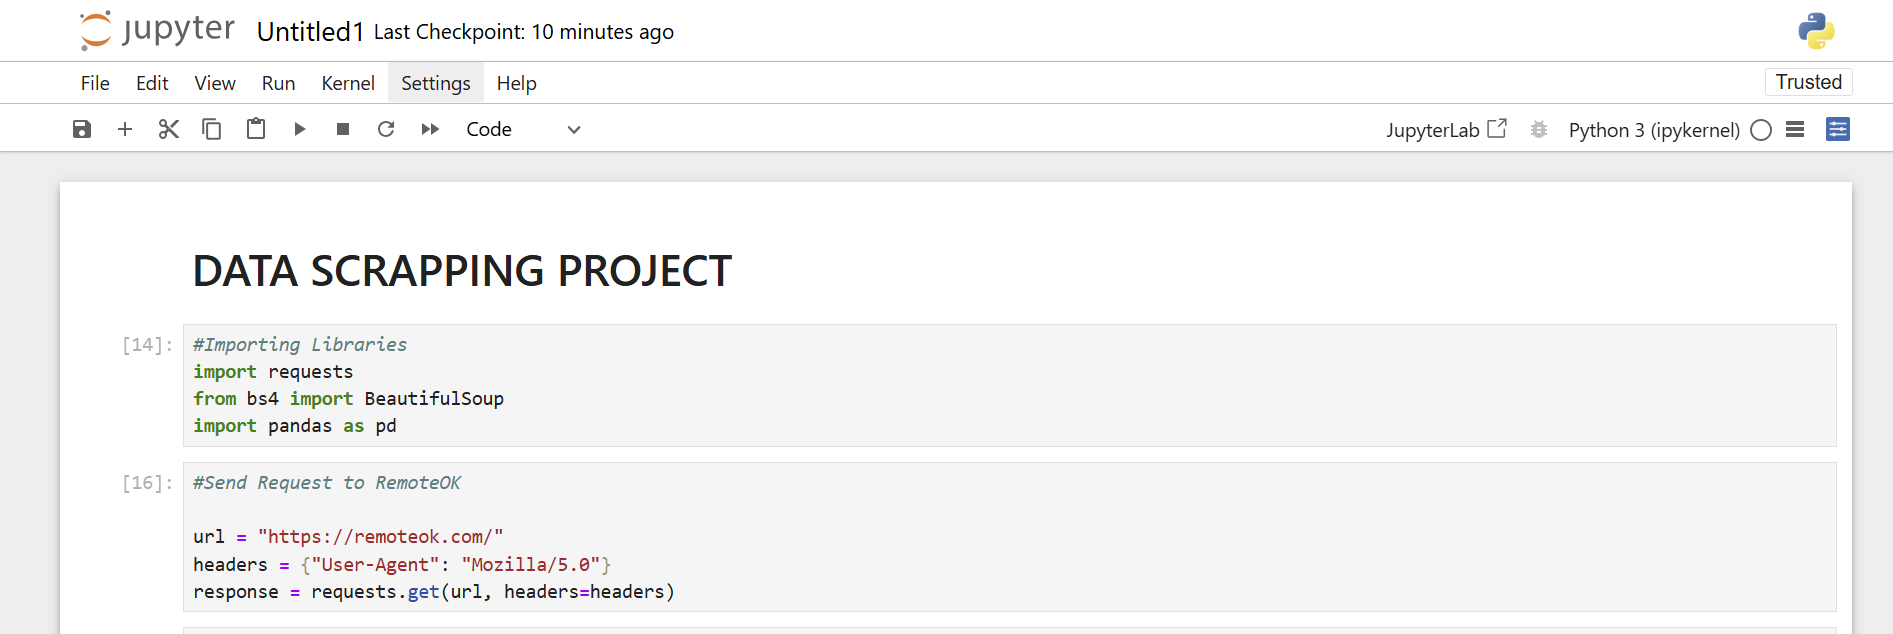 jupyter Untitled1 Last Checkpoint: 10 minutes ago
File Edit View Run Kernel Settings Help Trusted
Code JupyterLab Python 3 (ipykernel)
DATA SCRAPPING PROJECT
[14]: #Importing Libraries
import requests
from bs4 import BeautifulSoup
import pandas as pd
[16]: #Send Request to RemoteOK
url = "https://remoteok.com/"
headers = {"User-Agent": "Mozilla/5.0"}
response = requests.get(url, headers=headers)